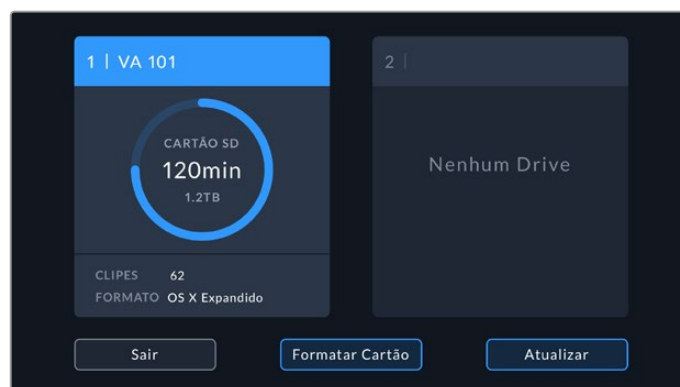 1 | VA 101
CARTÃO SD
120min
1.2TB
CLIPES 62
FORMATO OS X Expandido
2 |
Nenhum Drive
Sair
Formatar Cartão
Atualizar